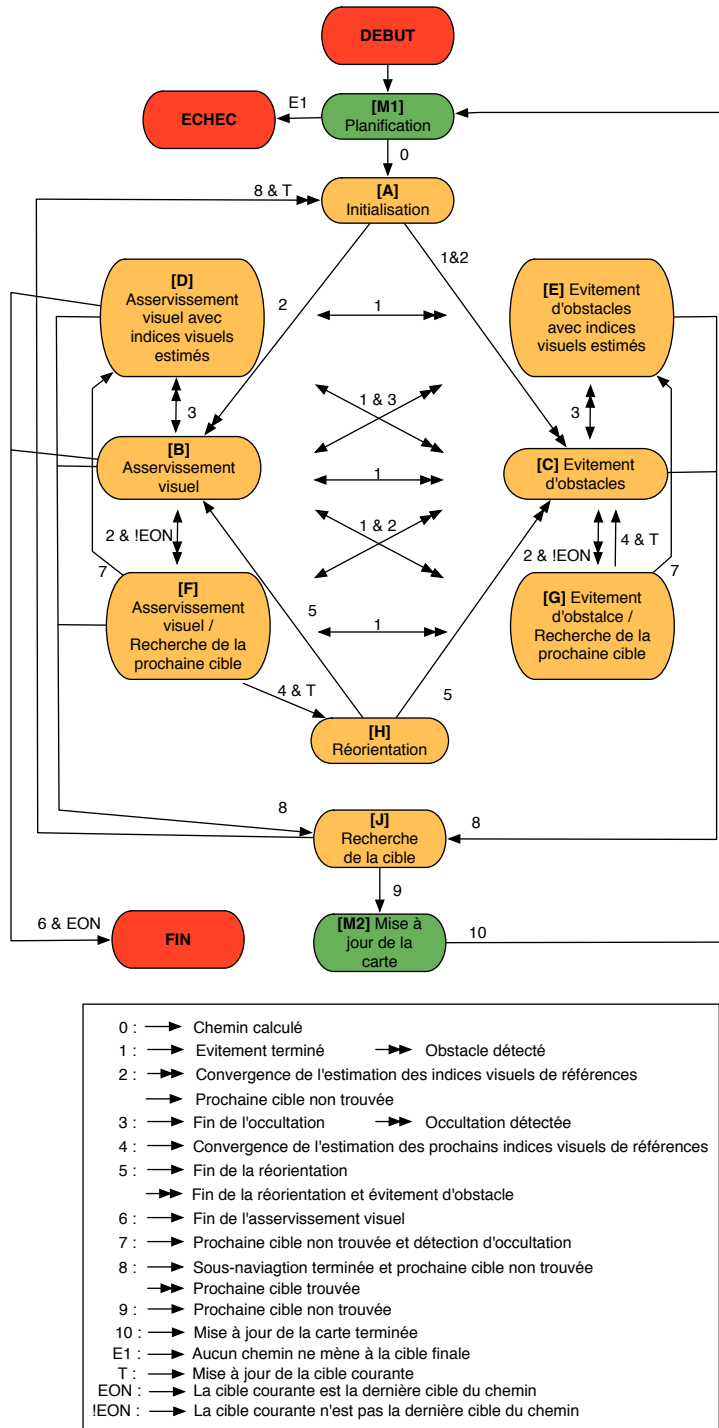 DEBUT
[M1]
Planification
E1
ECHEC
0
[A]
Initialisation
8 & T
1&2
[D]
Asservissement
visuel avec
indices visuels
estimés
2
1
[E] Evitement
d'obstacles
avec indices
visuels estimés
3
1 & 3
3
[B]
Asservissement
visuel
1
[C] Evitement
d'obstacles
2 & !EON
1 & 2
4 & T
2 & !EON
7
7
[F]
Asservissement
visuel /
Recherche de la
prochaine cible
5
1
[G] Evitement
d'obstalce /
Recherche de la
prochaine cible
4 & T
5
[H]
Réorientation
8
[J]
Recherche
de la cible
8
9
6 & EON
FIN
[M2] Mise à
jour de la
carte
10
0 : Chemin calculé
1 : Evitement terminé Obstacle détecté
2 : Convergence de l'estimation des indices visuels de références
Prochaine cible non trouvée
3 : Fin de l'occultation Occultation détectée
4 : Convergence de l'estimation des prochains indices visuels de références
5 : Fin de la réorientation
Fin de la réorientation et évitement d'obstacle
6 : Fin de l'asservissement visuel
7 : Prochaine cible non trouvée et détection d'occultation
8 : Sous-naviagtion terminée et prochaine cible non trouvée
Prochaine cible trouvée
9 : Prochaine cible non trouvée
10 : Mise à jour de la carte terminée
E1 : Aucun chemin ne mène à la cible finale
T : Mise à jour de la cible courante
EON : La cible courante est la dernière cible du chemin
!EON : La cible courante n'est pas la dernière cible du chemin